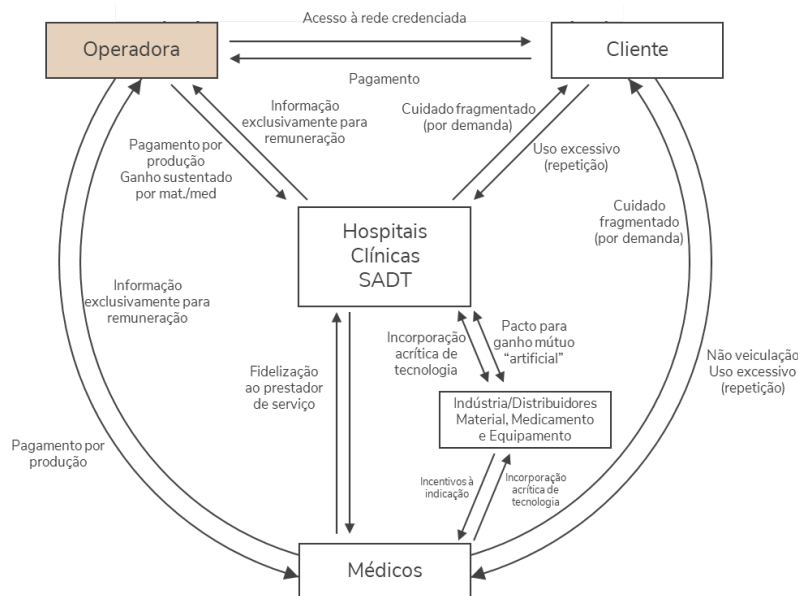 Acesso à rede credenciada
Operadora
Cliente
Pagamento
Informação
exclusivamente para
remuneração
Cuidado fragmentado
(por demanda)
Pagamento por
produção
Ganho sustentado
por mat./med
Uso excessivo
(repetição)
Cuidado
fragmentado
(por demanda)
Hospitais
Clínicas
SADT
Informação
exclusivamente para
remuneração
Incorporação
acrítica de
tecnologia
Pacto para
ganho mútuo
“artificial”
Não veiculação
Uso excessivo
(repetição)
Fidelização
ao prestador
de serviço
Indústria/Distribuidores
Material, Medicamento
e Equipamento
Pagamento por
produção
Incentivos à
indicação
Incorporação
acrítica de
tecnologia
Médicos